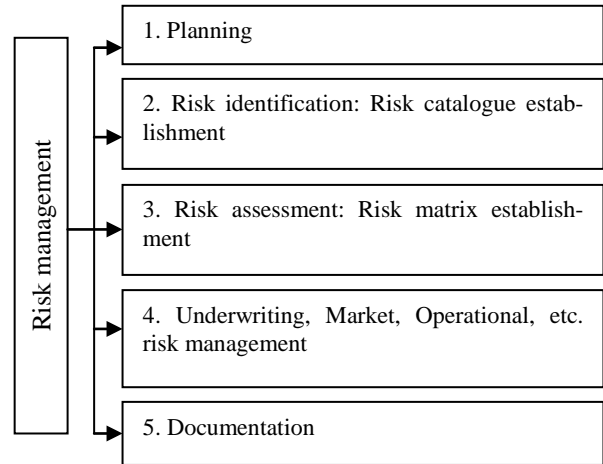 Risk management
1. Planning
2. Risk identification: Risk catalogue estab-
lishment
3. Risk assessment: Risk matrix establish-
ment
4. Underwriting, Market, Operational, etc.
risk management
5. Documentation